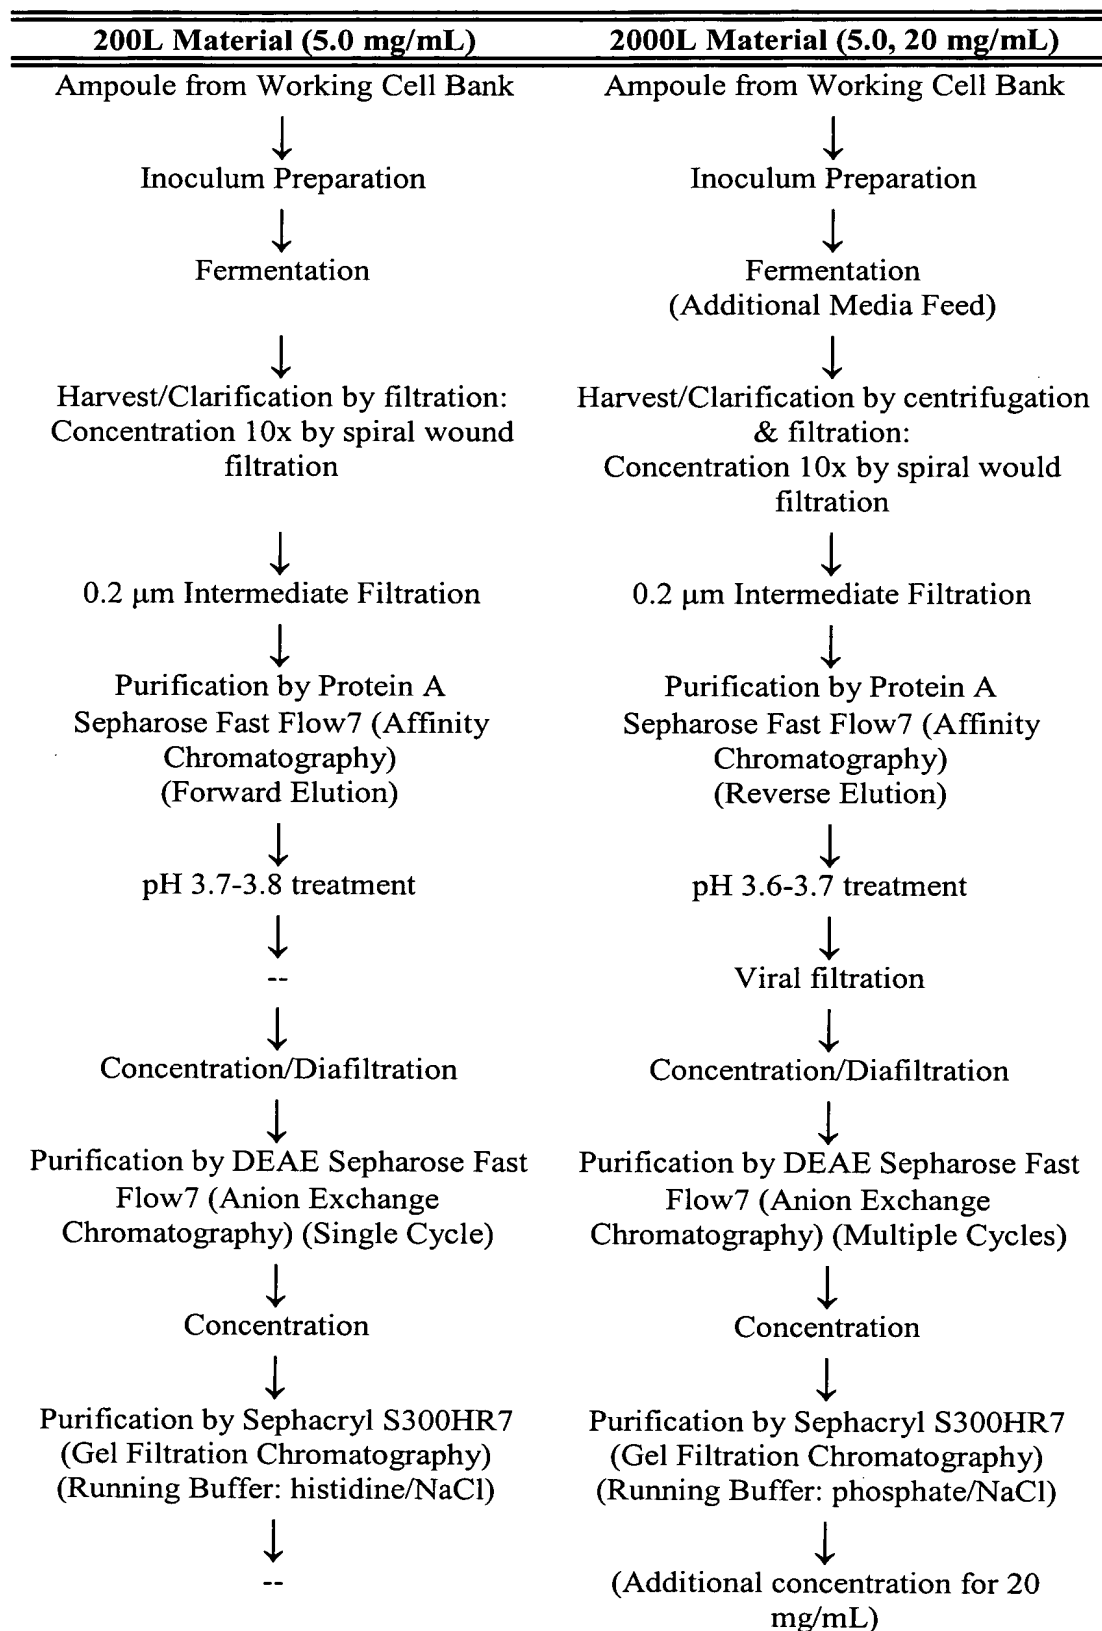 200L Material (5.0 mg/mL) 2000L Material (5.0, 20 mg/mL)
Ampoule from Working Cell Bank Ampoule from Working Cell Bank
↓ ↓
Inoculum Preparation Inoculum Preparation
↓ ↓
Fermentation Fermentation
(Additional Media Feed)
↓ ↓
Harvest/Clarification by filtration: Harvest/Clarification by centrifugation
Concentration 10x by spiral wound & filtration:
filtration Concentration 10x by spiral would
filtration
↓ ↓
0.2 μm Intermediate Filtration 0.2 μm Intermediate Filtration
↓ ↓
Purification by Protein A Purification by Protein A
Sepharose Fast Flow7 (Affinity Sepharose Fast Flow7 (Affinity
Chromatography) Chromatography)
(Forward Elution) (Reverse Elution)
↓ ↓
pH 3.7-3.8 treatment pH 3.6-3.7 treatment
↓ ↓
-- Viral filtration
↓ ↓
Concentration/Diafiltration Concentration/Diafiltration
↓ ↓
Purification by DEAE Sepharose Fast Purification by DEAE Sepharose Fast
Flow7 (Anion Exchange Flow7 (Anion Exchange
Chromatography) (Single Cycle) Chromatography) (Multiple Cycles)
↓ ↓
Concentration Concentration
↓ ↓
Purification by Sephacryl S300HR7 Purification by Sephacryl S300HR7
(Gel Filtration Chromatography) (Gel Filtration Chromatography)
(Running Buffer: histidine/NaCl) (Running Buffer: phosphate/NaCl)
↓ ↓
-- (Additional concentration for 20
mg/mL)